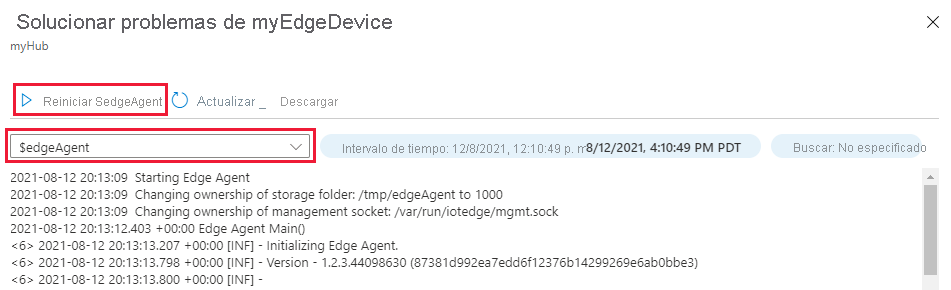 Solucionar problemas de myEdgeDevice
myHub
Reiniciar SedgeAgent Actualizar _ Descargar
$edgeAgent Intervalo de tiempo: 12/8/2021, 12:10:49 p. m 8/12/2021, 4:10:49 PM PDT Buscar: No especificado
2021-08-12 20:13:09 Starting Edge Agent
2021-08-12 20:13:09 Changing ownership of storage folder: /tmp/edgeAgent to 1000
2021-08-12 20:13:09 Changing ownership of management socket: /var/run/iotedge/mgmt.sock
2021-08-12 20:13:12.403 +00:00 Edge Agent Main()
<6> 2021-08-12 20:13:13.207 +00:00 [INF] - Initializing Edge Agent.
<6> 2021-08-12 20:13:13.798 +00:00 [INF] - Version - 1.2.3.44098630 (87381d992ea7edd6f12376b14299269e6ab0bbe3)
<6> 2021-08-12 20:13:13.800 +00:00 [INF] -